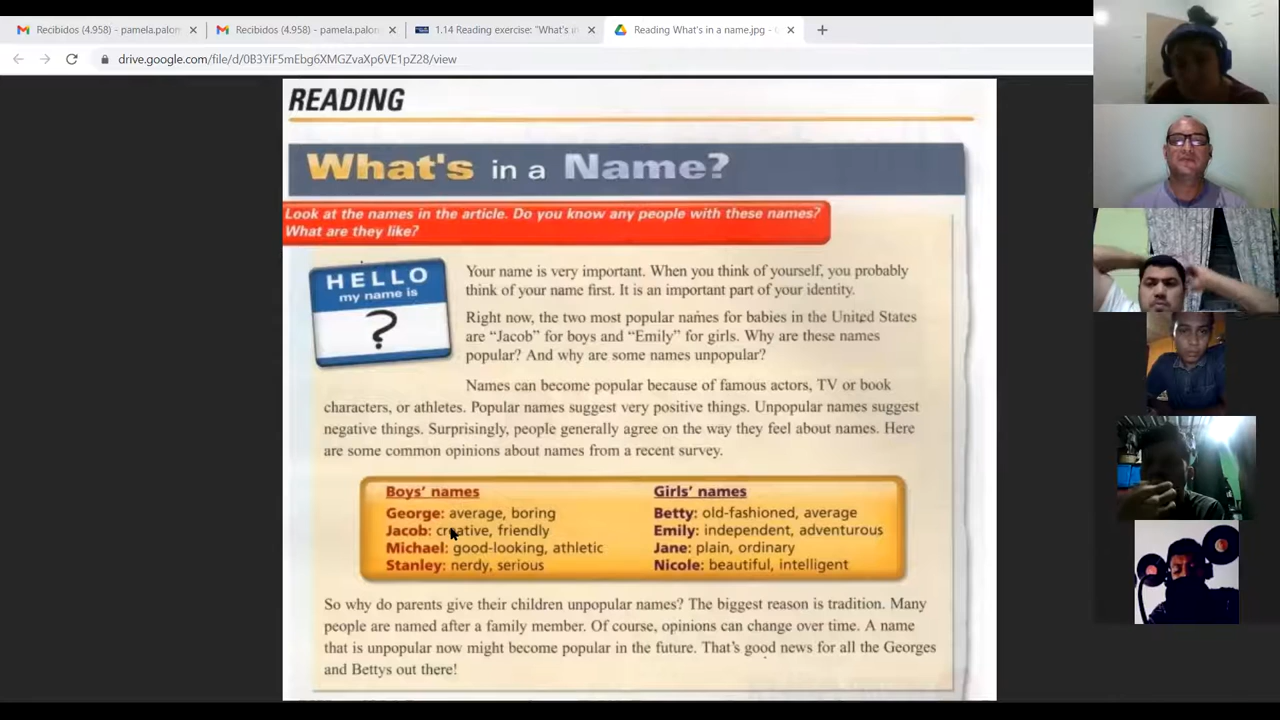 Recibidos (4.958) - pamela.palon
Recibidos (4.958) - pamela.palon
1.14 Reading exercise: "What's in
Reading What's in a name.jpg -
drive.google.com/file/d/0B3YiF5mEbg6XMGZvaXp6VE1pZ28/view
READING
What's in a Name?
Look at the names in the article. Do you know any people with these names?
What are they like?
HELLO
my name is
?
Your name is very important. When you think of yourself, you probably
think of your name first. It is an important part of your identity.
Right now, the two most popular names for babies in the United States
are “Jacob” for boys and “Emily” for girls. Why are these names
popular? And why are some names unpopular?
Names can become popular because of famous actors, TV or book
characters, or athletes. Popular names suggest very positive things. Unpopular names suggest
negative things. Surprisingly, people generally agree on the way they feel about names. Here
are some common opinions about names from a recent survey.
Boys’ names
George: average, boring
Jacob: creative, friendly
Michael: good-looking, athletic
Stanley: nerdy, serious
Girls’ names
Betty: old-fashioned, average
Emily: independent, adventurous
Jane: plain, ordinary
Nicole: beautiful, intelligent
So why do parents give their children unpopular names? The biggest reason is tradition. Many
people are named after a family member. Of course, opinions can change over time. A name
that is unpopular now might become popular in the future. That’s good news for all the Georges
and Bettys out there!